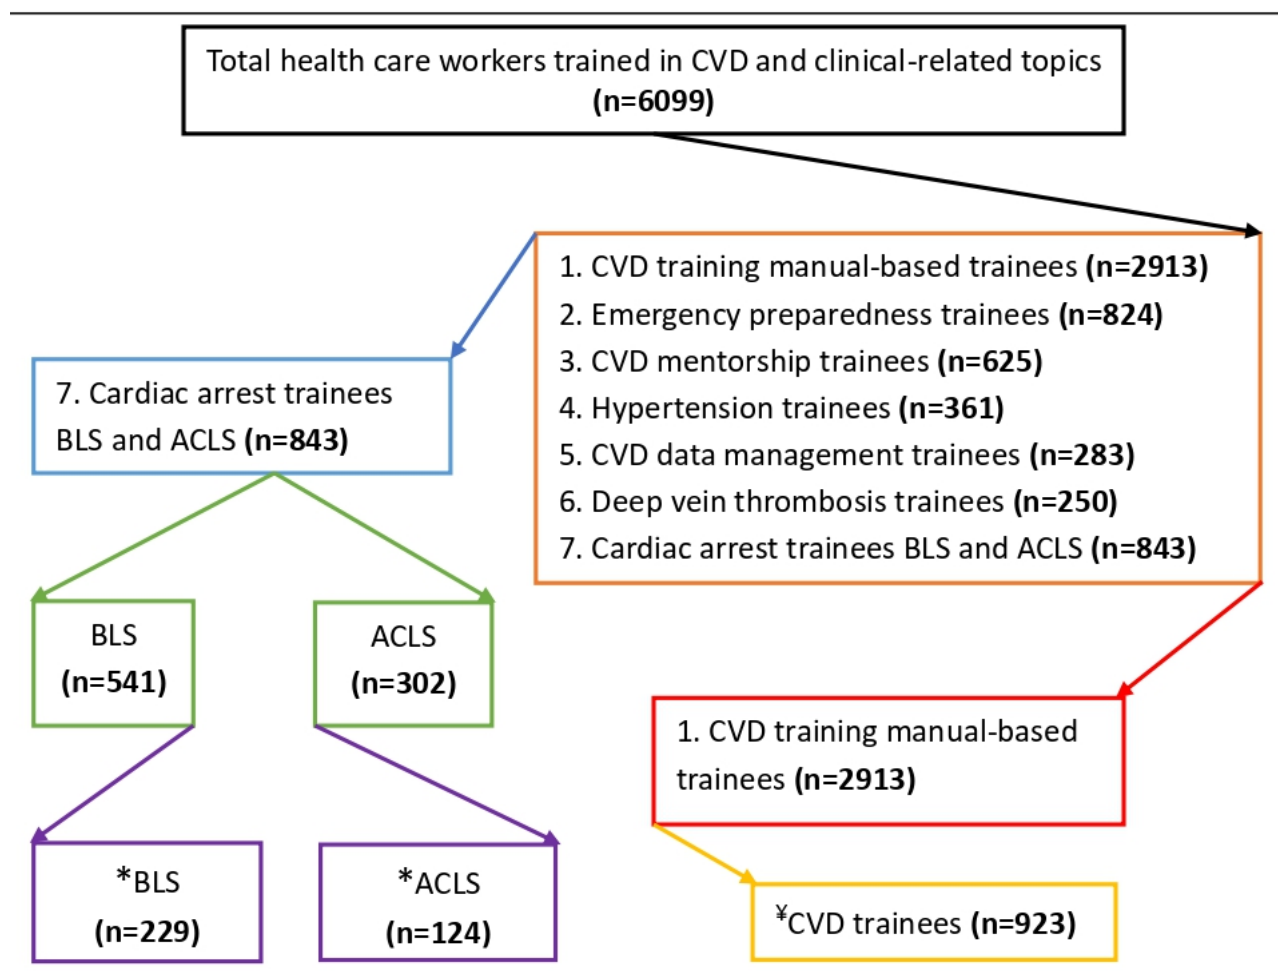 Total health care workers trained in CVD and clinical-related topics
(n=6099)
1. CVD training manual-based trainees (n=2913)
2. Emergency preparedness trainees (n=824)
3. CVD mentorship trainees (n=625)
4. Hypertension trainees (n=361)
5. CVD data management trainees (n=283)
6. Deep vein thrombosis trainees (n=250)
7. Cardiac arrest trainees BLS and ACLS (n=843)
7. Cardiac arrest trainees
BLS and ACLS (n=843)
BLS
(n=541)
ACLS
(n=302)
*BLS
(n=229)
*ACLS
(n=124)
1. CVD training manual-based
trainees (n=2913)
¥CVD trainees (n=923)